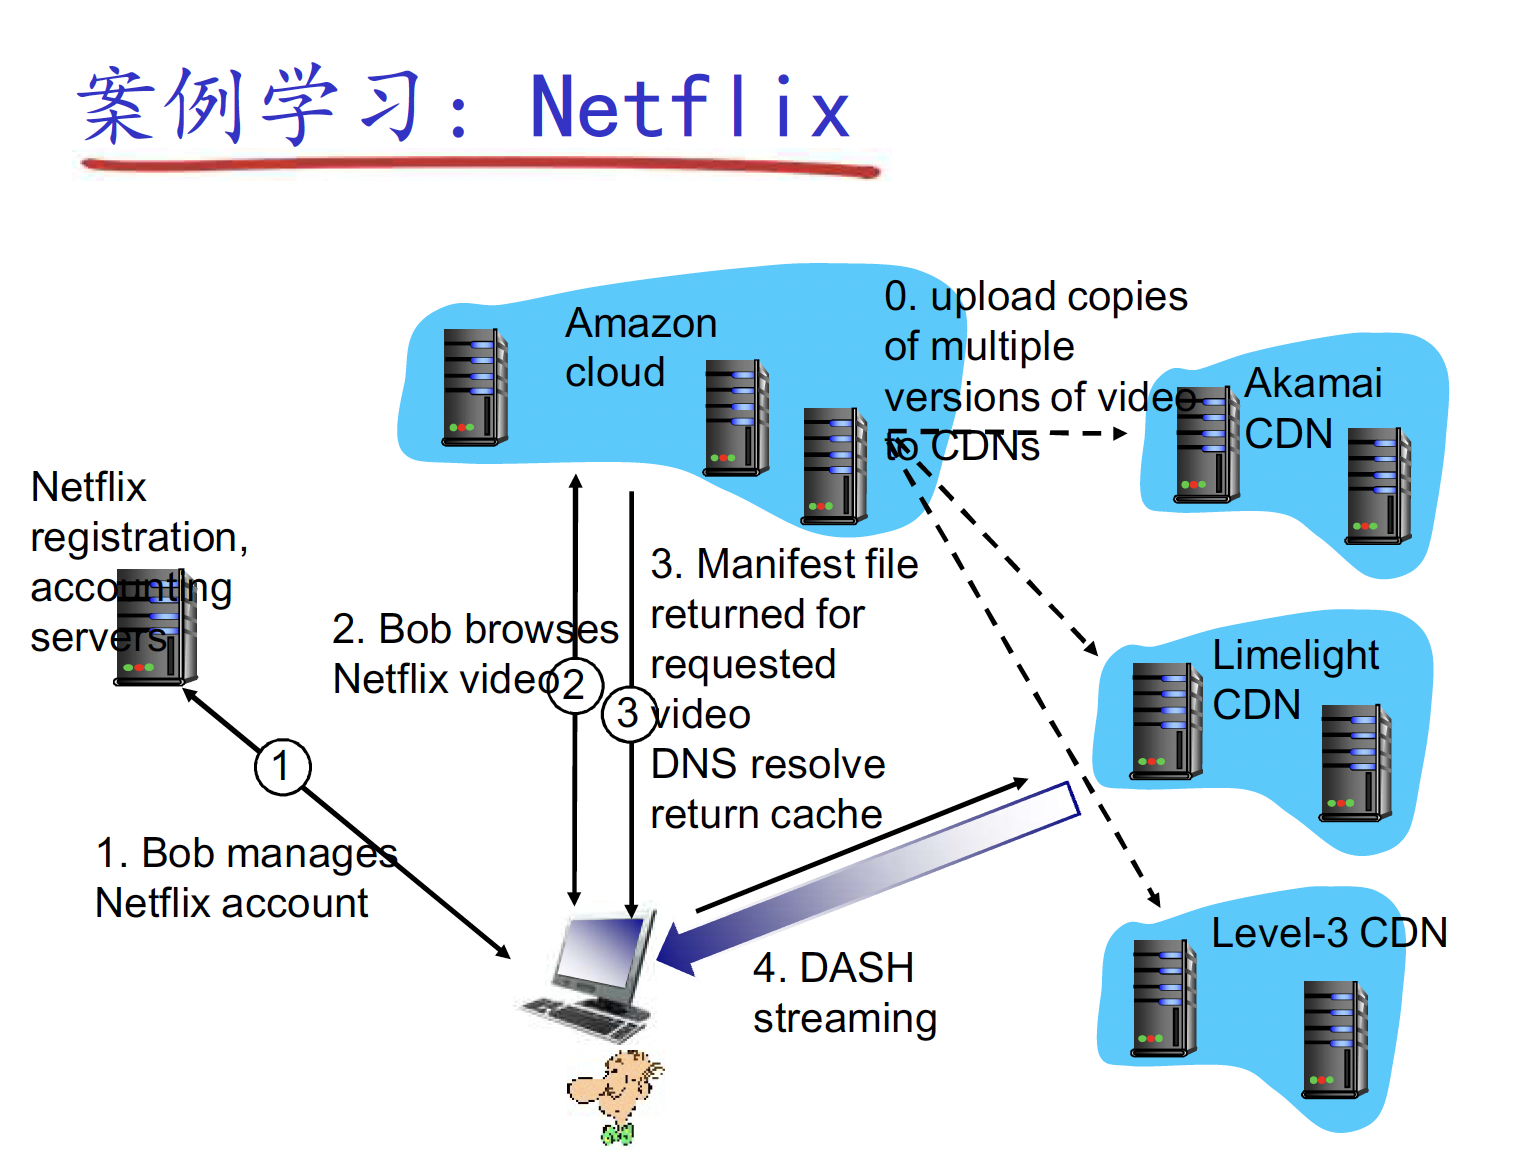 案例学习：Netflix
Amazon
cloud
0. upload copies
of multiple
versions of video
to CDNs
Akamai
CDN
Netflix
registration,
accounting
servers
2. Bob browses
Netflix video
2
3. Manifest file
returned for
requested
video
DNS resolve
return cache
3
Limelight
CDN
1
1. Bob manages
Netflix account
4. DASH
streaming
Level-3 CDN